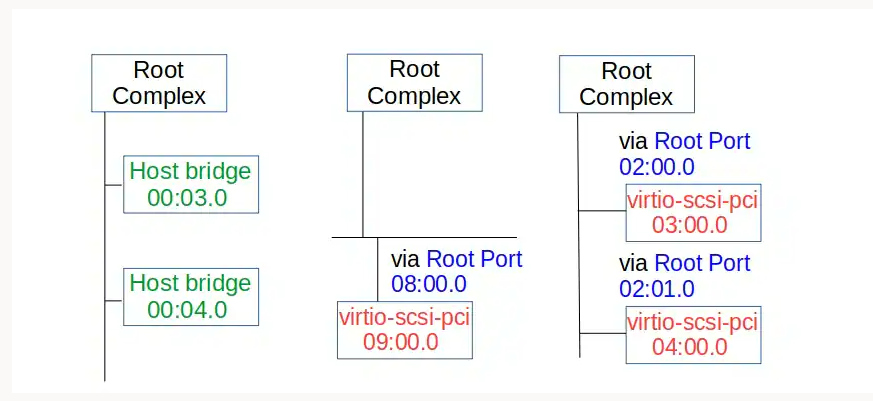 Root
Complex
Host bridge
00:03.0
Host bridge
00:04.0
Root
Complex
via Root Port
08:00.0
virtio-scsi-pci
09:00.0
Root
Complex
via Root Port
02:00.0
virtio-scsi-pci
03:00.0
via Root Port
02:01.0
virtio-scsi-pci
04:00.0